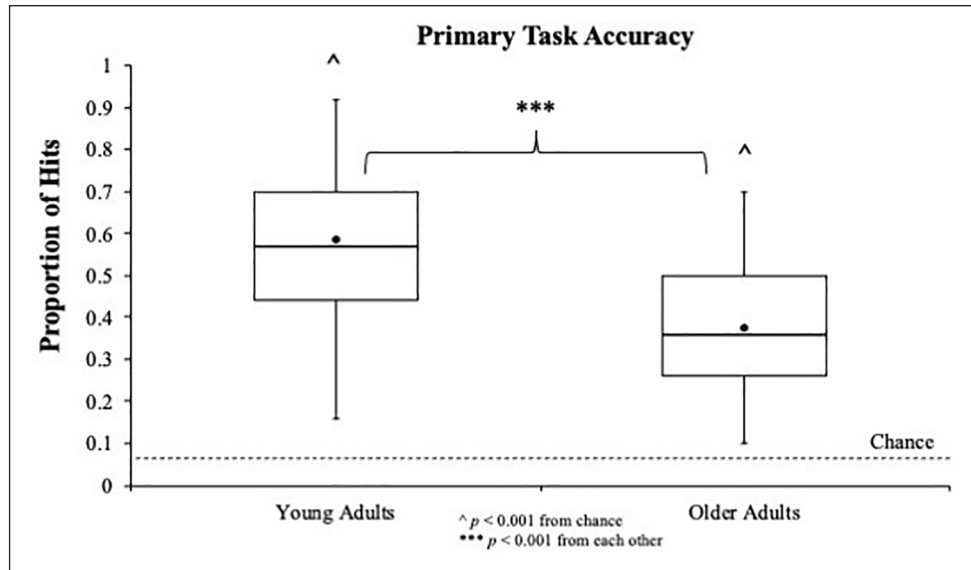 Primary Task Accuracy
^
1
0.9
***
0.8
^
0.7
0.6
0.5
0.4
0.3
0.2
0.1
0
Proportion of Hits
Chance
Young Adults
Older Adults
^ p < 0.001 from chance
*** p < 0.001 from each other